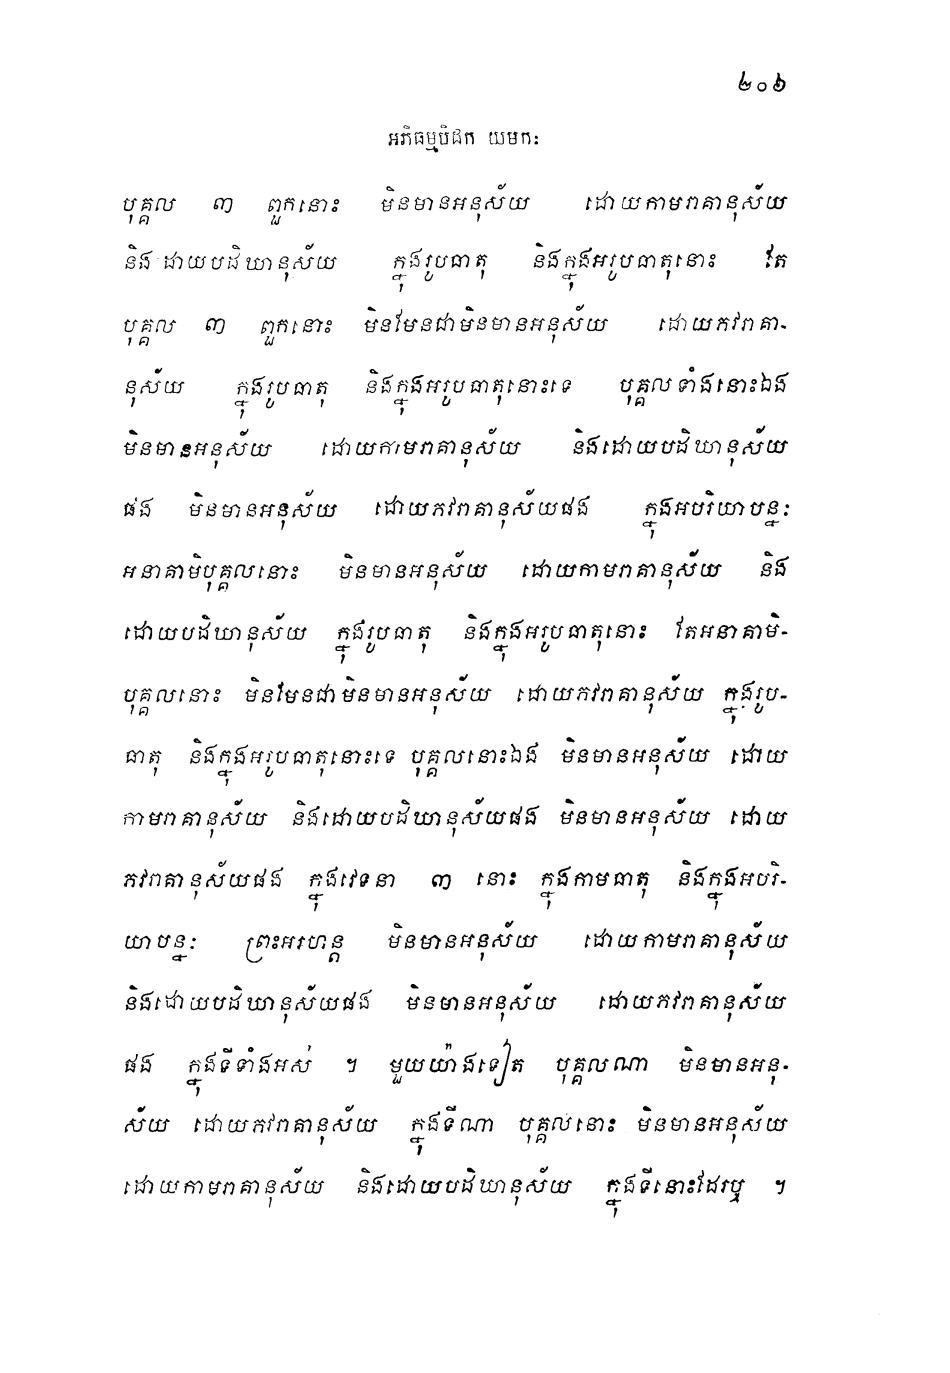 ២០៦
អភិធម្មបិដក យមកៈ
បុគ្គល ៣ ពួកនោះ មិនមានអនុស័យ ដោយកាមរាគានុស័យ
និងដោយបដិឃានុស័យ ក្នុងរូបធាតុ និងក្នុងអរូបធាតុនោះ តែ
បុគ្គល ៣ ពួកនោះ មិនមែនជាមិនមានអនុស័យ ដោយភវរាគា-
នុស័យ ក្នុងរូបធាតុ និងក្នុងអរូបធាតុនោះទេ បុគ្គលទាំងនោះឯង
មិនមានអនុស័យ ដោយកាមរាគានុស័យ និងដោយបដិឃានុស័យ
ផង មិនមានអនុស័យ ដោយភវរាគានុស័យផង ក្នុងអបរិយាបន្នៈ
អនាគាមិបុគ្គលនោះ មិនមានអនុស័យ ដោយកាមរាគានុស័យ និង
ដោយបដិឃានុស័យ ក្នុងរូបធាតុ និងក្នុងអរូបធាតុនោះ តែអនាគាមិ-
បុគ្គលនោះ មិនមែនជាមិនមានអនុស័យ ដោយភវរាគានុស័យ ក្នុងរូប-
ធាតុ និងក្នុងអរូបធាតុនោះទេ បុគ្គលនោះឯង មិនមានអនុស័យ ដោយ
កាមរាគានុស័យ និងដោយបដិឃានុស័យផង មិនមានអនុស័យ ដោយ
ភវរាគានុស័យផង ក្នុងវេទនា ៣ នោះ ក្នុងកាមធាតុ និងក្នុងអបរិ-
យាបន្នៈ ព្រះអរហន្ត មិនមានអនុស័យ ដោយកាមរាគានុស័យ
និងដោយបដិឃានុស័យផង មិនមានអនុស័យ ដោយភវរាគានុស័យ
ផង ក្នុងទីទាំងអស់ ។ មួយយ៉ាងទៀត បុគ្គលណា មិនមានអនុ-
ស័យ ដោយភវរាគានុស័យ ក្នុងទីណា បុគ្គលនោះ មិនមានអនុស័យ
ដោយកាមរាគានុស័យ និងដោយបដិឃានុស័យ ក្នុងទីនោះដែរឬ ។